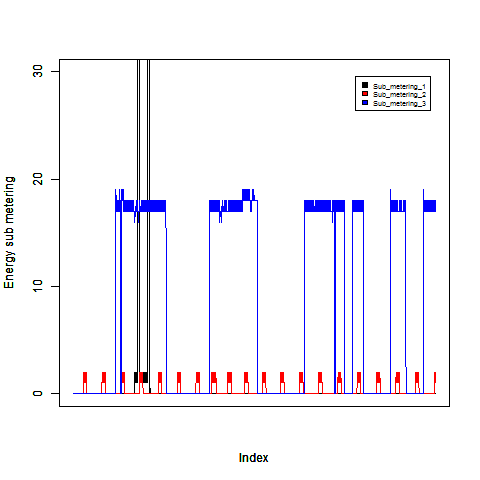 30
20
10
0
Energy sub metering
Sub_metering_1
Sub_metering_2
Sub_metering_3
Index